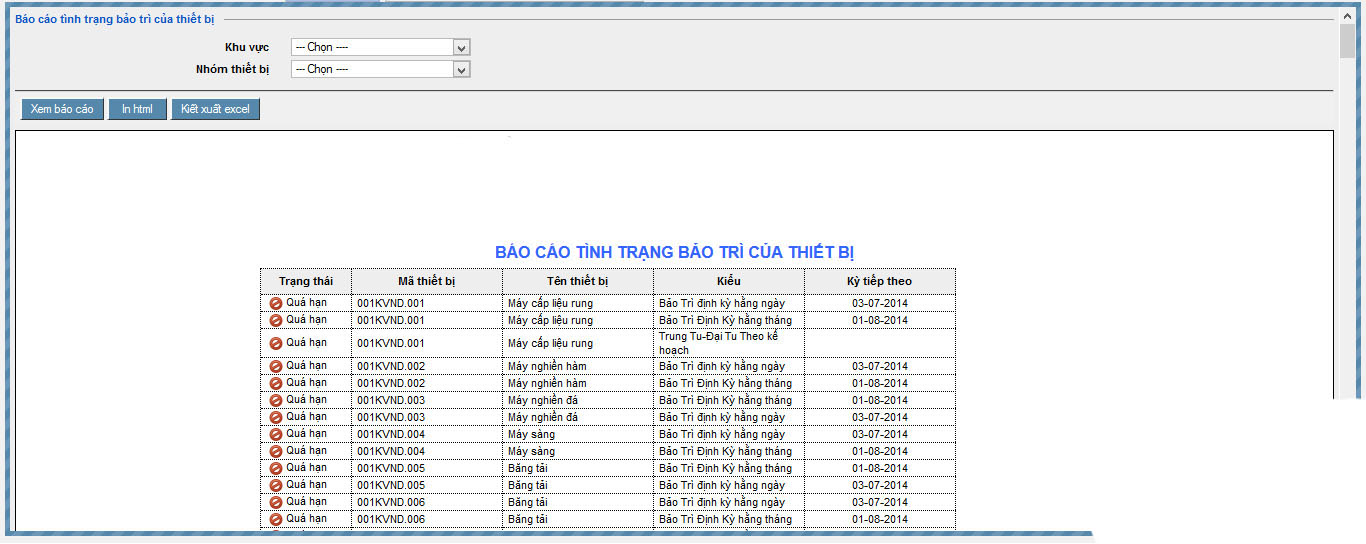 Báo cáo tình trạng bảo trì của thiết bị
Khu vực --- Chọn ----
Nhóm thiết bị --- Chọn ----
Xem báo cáo In html Kiết xuất excel
BÁO CÁO TÌNH TRẠNG BẢO TRÌ CỦA THIẾT BỊ
Trạng thái Mã thiết bị Tên thiết bị Kiểu Kỳ tiếp theo
Quá hạn 001KVND.001 Máy cấp liệu rung Bảo Trì định kỳ hằng ngày 03-07-2014
Quá hạn 001KVND.001 Máy cấp liệu rung Bảo Trì Định Kỳ hằng tháng 01-08-2014
Quá hạn 001KVND.001 Máy cấp liệu rung Trung Tu-Đại Tu Theo kế
hoạch
Quá hạn 001KVND.002 Máy nghiền hàm Bảo Trì định kỳ hằng ngày 03-07-2014
Quá hạn 001KVND.002 Máy nghiền hàm Bảo Trì Định Kỳ hằng tháng 01-08-2014
Quá hạn 001KVND.003 Máy nghiền đá Bảo Trì Định Kỳ hằng tháng 01-08-2014
Quá hạn 001KVND.003 Máy nghiền đá Bảo Trì định kỳ hằng ngày 03-07-2014
Quá hạn 001KVND.004 Máy sàng Bảo Trì định kỳ hằng ngày 03-07-2014
Quá hạn 001KVND.004 Máy sàng Bảo Trì Định Kỳ hằng tháng 01-08-2014
Quá hạn 001KVND.005 Băng tải Bảo Trì Định Kỳ hằng tháng 01-08-2014
Quá hạn 001KVND.005 Băng tải Bảo Trì định kỳ hằng ngày 03-07-2014
Quá hạn 001KVND.006 Băng tải Bảo Trì định kỳ hằng ngày 03-07-2014
Quá hạn 001KVND.006 Băng tải Bảo Trì Định Kỳ hằng tháng 01-08-2014